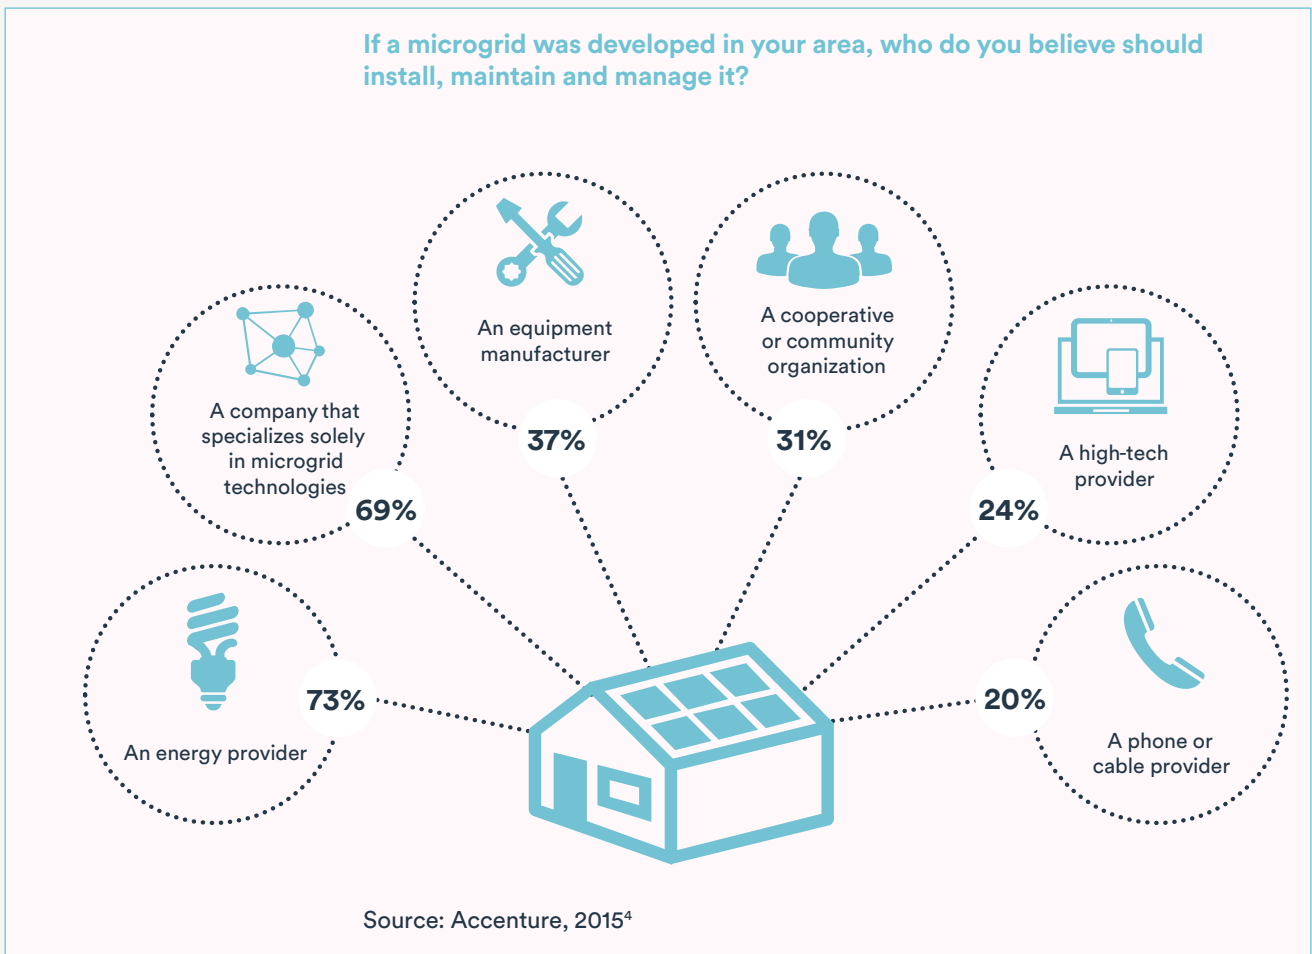 If a microgrid was developed in your area, who do you believe should
install, maintain and manage it?
An energy provider
73%
A company that
specializes solely
in microgrid
technologies
69%
An equipment
manufacturer
37%
A cooperative
or community
organization
31%
A high-tech
provider
24%
A phone or
cable provider
20%
Source: Accenture, 2015⁴